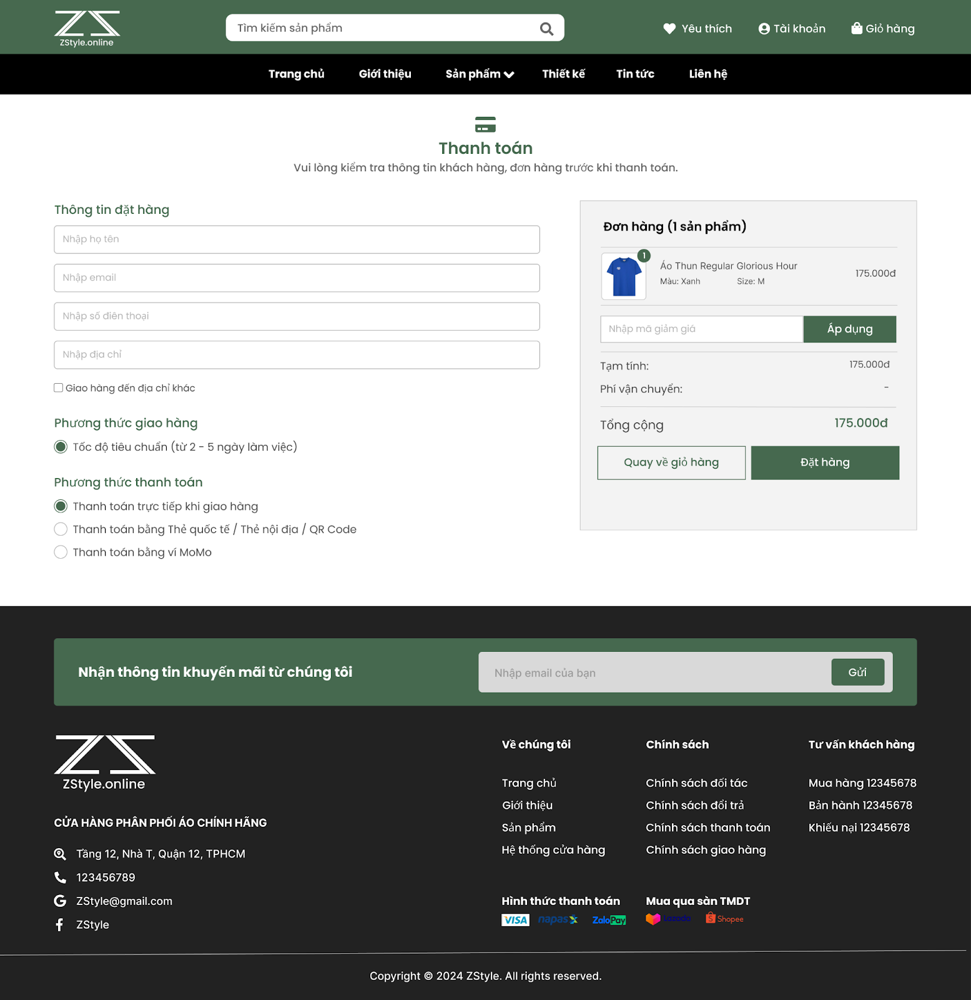 ZStyle.online
Tìm kiếm sản phẩm
Yêu thích
Tài khoản
Giỏ hàng
Trang chủ
Giới thiệu
Sản phẩm
Thiết kế
Tin tức
Liên hệ
Thanh toán
Vui lòng kiểm tra thông tin khách hàng, đơn hàng trước khi thanh toán.
Thông tin đặt hàng
Nhập họ tên
Nhập email
Nhập số điên thoại
Nhập địa chỉ
Giao hàng đến địa chỉ khác
Phương thức giao hàng
Tốc độ tiêu chuẩn (từ 2 - 5 ngày làm việc)
Phương thức thanh toán
Thanh toán trực tiếp khi giao hàng
Thanh toán bằng Thẻ quốc tế / Thẻ nội địa / QR Code
Thanh toán bằng ví MoMo
Đơn hàng (1 sản phẩm)
1
Áo Thun Regular Glorious Hour
Màu: Xanh Size: M
175.000đ
Nhập mã giảm giá
Áp dụng
Tạm tính: 175.000đ
Phí vận chuyển: -
Tổng cộng 175.000đ
Quay về giỏ hàng
Đặt hàng
Nhận thông tin khuyến mãi từ chúng tôi
Nhập email của bạn
Gửi
ZStyle.online
CỬA HÀNG PHÂN PHỐI ÁO CHÍNH HÃNG
Tầng 12, Nhà T, Quận 12, TPHCM
123456789
ZStyle@gmail.com
ZStyle
Về chúng tôi
Trang chủ
Giới thiệu
Sản phẩm
Hệ thống cửa hàng
Chính sách
Chính sách đối tác
Chính sách đổi trả
Chính sách thanh toán
Chính sách giao hàng
Tư vấn khách hàng
Mua hàng 12345678
Bản hành 12345678
Khiếu nại 12345678
Hình thức thanh toán
VISA
napas
ZaloPay
Mua qua sàn TMDT
Lazada
Shopee
Copyright © 2024 ZStyle. All rights reserved.